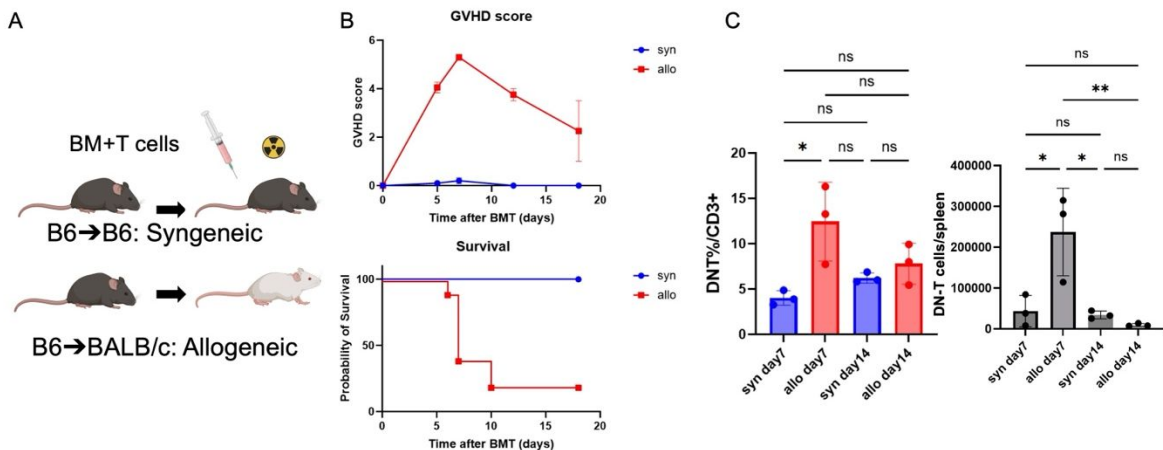 A
BM+T cells
B6→B6: Syngeneic
B6→BALB/c: Allogeneic
B
GVHD score
syn
allo
GVHD score
6
4
2
0
0 5 10 15 20
Time after BMT (days)
Survival
syn
allo
Probability of Survival
100
50
0
0 5 10 15 20
Time after BMT (days)
C
ns
ns
ns
* ns ns
DNT%/CD3+
20
15
10
5
0
syn day7
allo day7
syn day14
allo day14
ns
**
ns
* * ns
DN-T cells/spleen
400000
300000
200000
100000
0
syn day7
allo day7
syn day14
allo day14